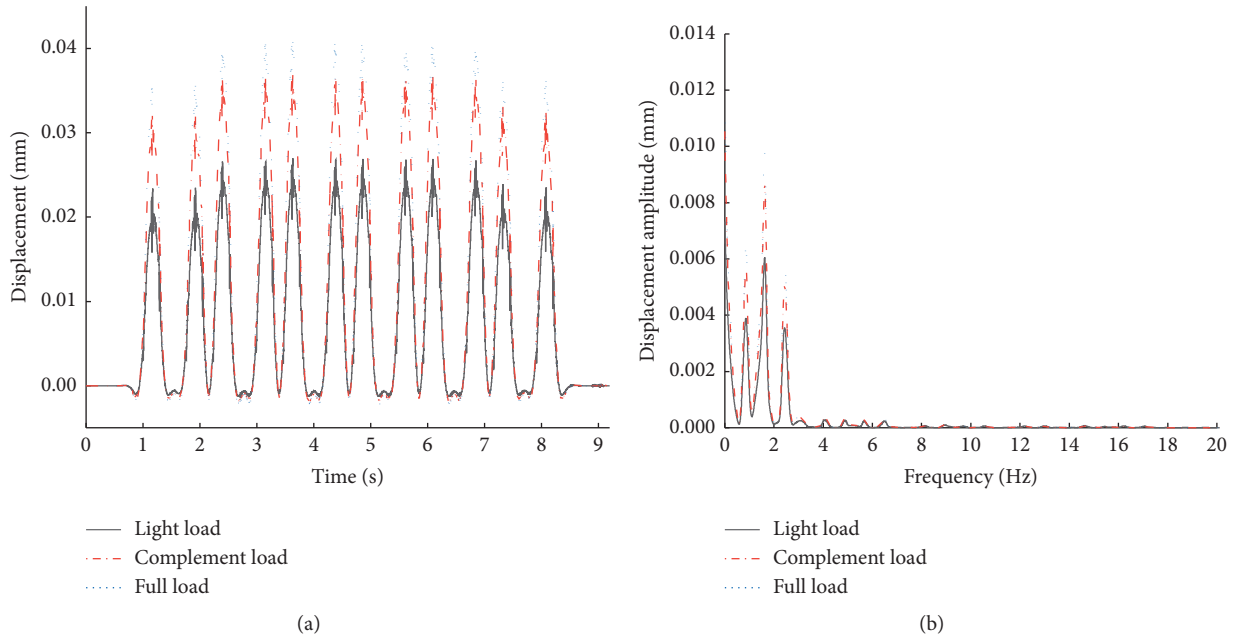 Displacement (mm)
0.04
0.03
0.02
0.01
0.00
0 1 2 3 4 5 6 7 8 9
Time (s)
Light load
Complement load
Full load
(a)
Displacement amplitude (mm)
0.014
0.012
0.010
0.008
0.006
0.004
0.002
0.000
0 2 4 6 8 10 12 14 16 18 20
Frequency (Hz)
Light load
Complement load
Full load
(b)